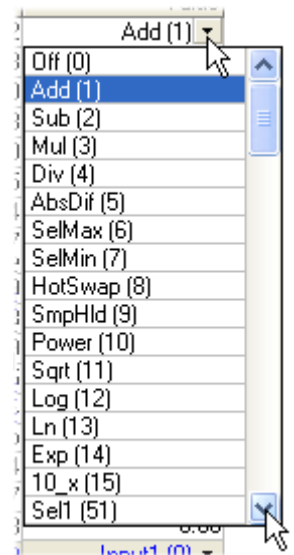 Add (1)
Off (0)
Add (1)
Sub (2)
Mul (3)
Div (4)
AbsDif (5)
SelMax (6)
SelMin (7)
HotSwap (8)
SmpHld (9)
Power (10)
Sqrt (11)
Log (12)
Ln (13)
Exp (14)
10_x (15)
Sel1 (51)
Input1 (0)